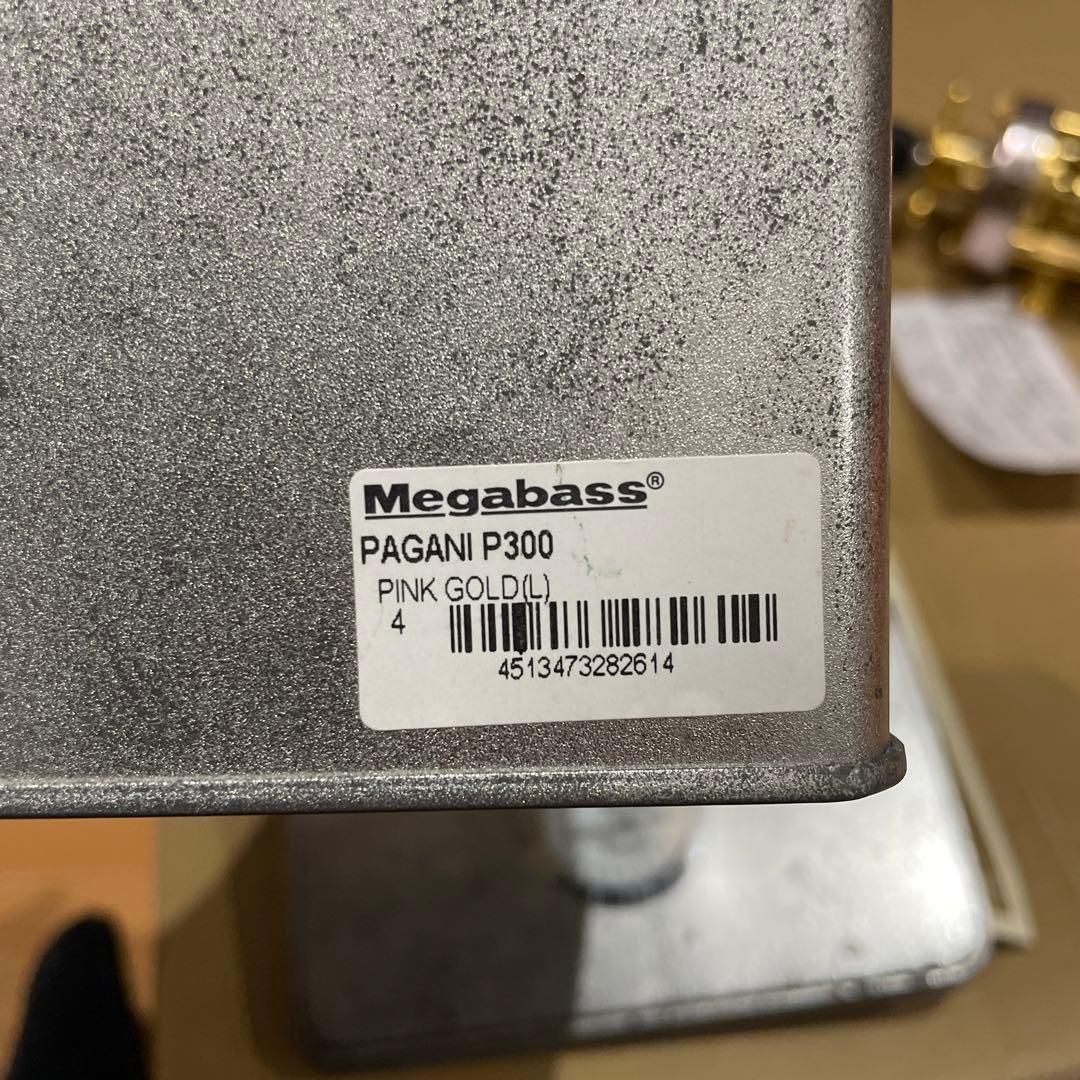 Megabass®
PAGANI P300
PINK GOLD(L)
4
4513473282614